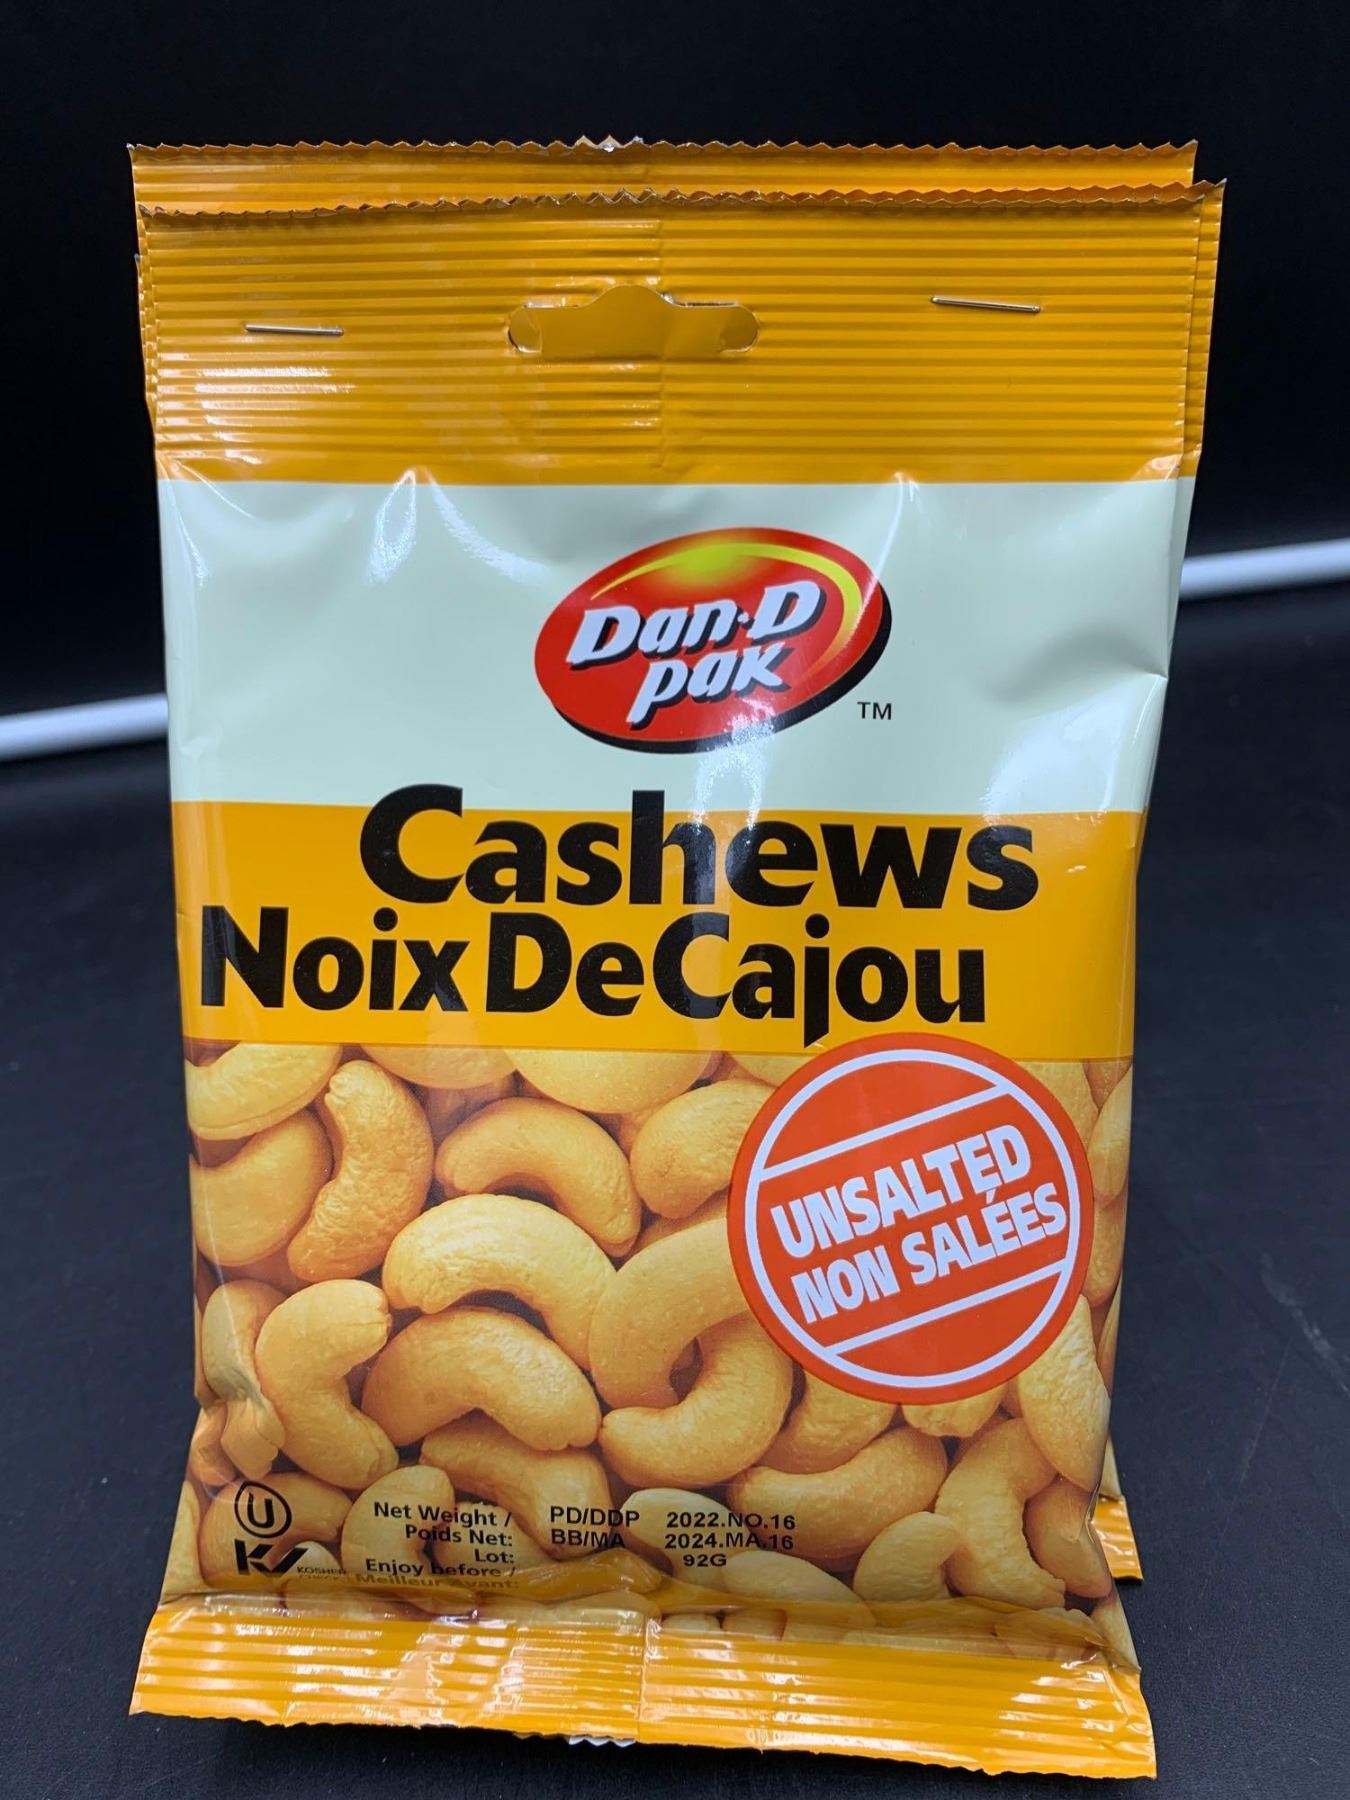 Dan·D
pak
TM
Cashews
Noix De Cajou
UNSALTED
NON SALÉES
U
K
KOSHER
CHECK
Net Weight /
Poids Net:
Lot:
Enjoy before /
Meilleur Avant:
PD/DDP 2022.NO.16
BB/MA 2024.MA.16
92G